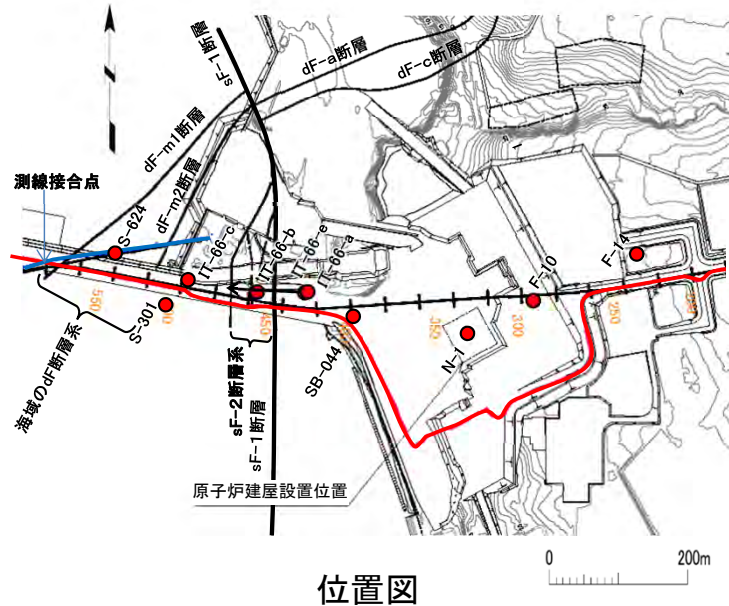 sF-1断層
dF-a断層
dF-c断層
dF-m1断層
dF-m2断層
測線接合点
S-624
IT-66-c
IT-66-b
IT-66-e
S-301
SB-044
N-1
F-10
F-14
550
450
350
300
250
海域のdF断層系
sF-2断層系
sF-1断層
原子炉建屋設置位置
0 200m
位置図